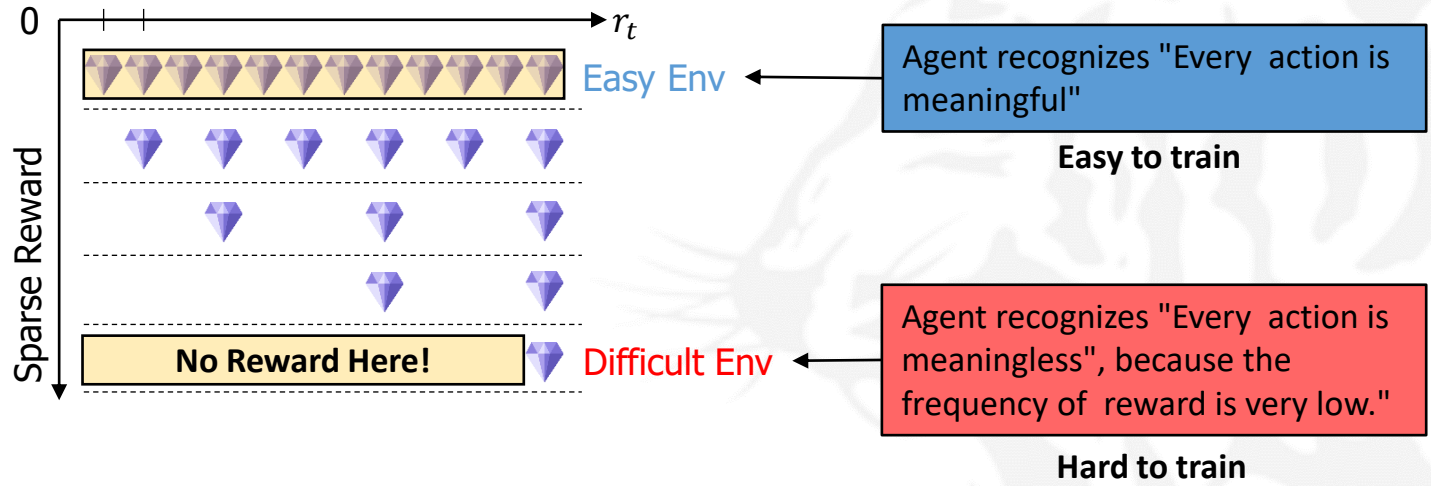 0
r_t
Easy Env
Agent recognizes "Every  action is
meaningful"
Easy to train
Sparse Reward
No Reward Here!
Difficult Env
Agent recognizes "Every  action is
meaningless", because the
frequency of  reward is very low."
Hard to train